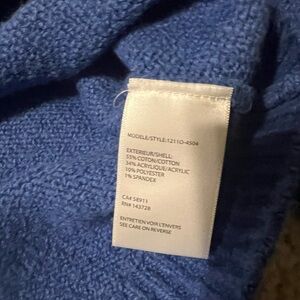 MODELE/STYLE:1211O-4504
EXTERIEUR/SHELL:
55% COTON/COTTON
34% ACRYLIQUE/ACRYLIC
10% POLYESTER
1% SPANDEX
CA# 58911
RN# 143728
ENTRETIEN VOIR L'ENVERS
SEE CARE ON REVERSE